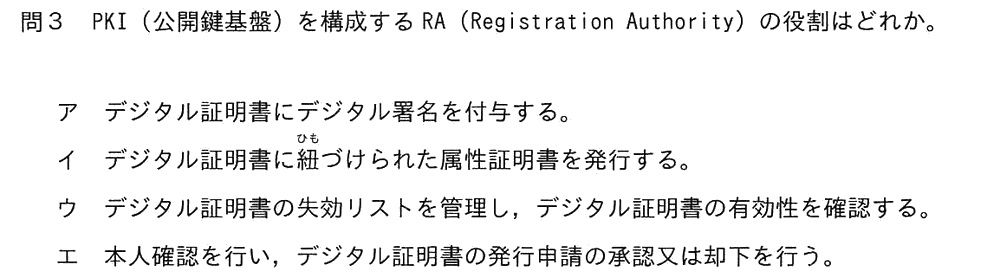 問３　PKI（公開鍵基盤）を構成する RA（Registration Authority）の役割はどれか。
ア　デジタル証明書にデジタル署名を付与する。
ひも
イ　デジタル証明書に紐づけられた属性証明書を発行する。
ウ　デジタル証明書の失効リストを管理し，デジタル証明書の有効性を確認する。
エ　本人確認を行い，デジタル証明書の発行申請の承認又は却下を行う。